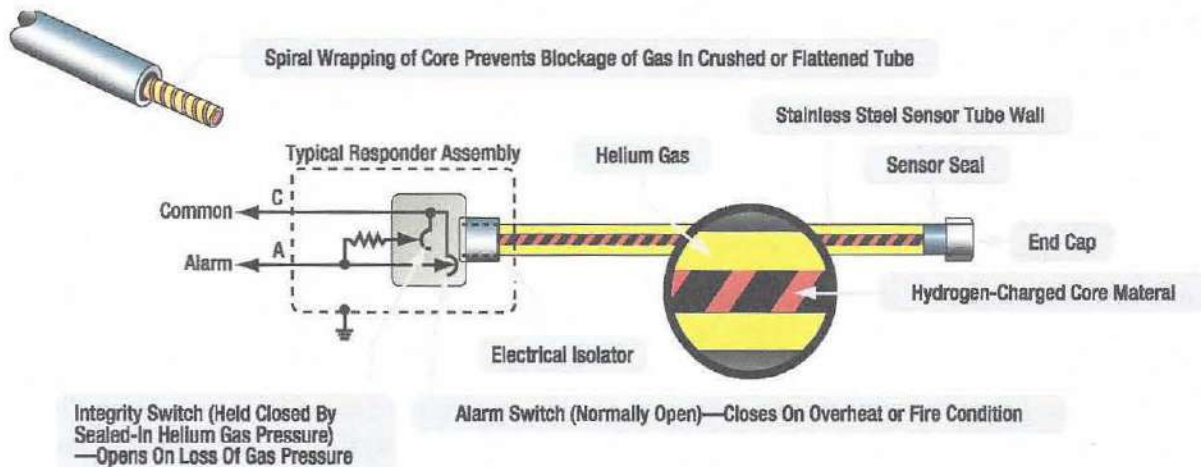 Spiral Wrapping of Core Prevents Blockage of Gas In Crushed or Flattened Tube
Stainless Steel Sensor Tube Wall
Typical Responder Assembly
Helium Gas
Sensor Seal
C
Common
End Cap
A
Alarm
Hydrogen-Charged Core Materal
Electrical Isolator
Integrity Switch (Held Closed By
Sealed-In Helium Gas Pressure)
—Opens On Loss Of Gas Pressure
Alarm Switch (Normally Open)—Closes On Overheat or Fire Condition